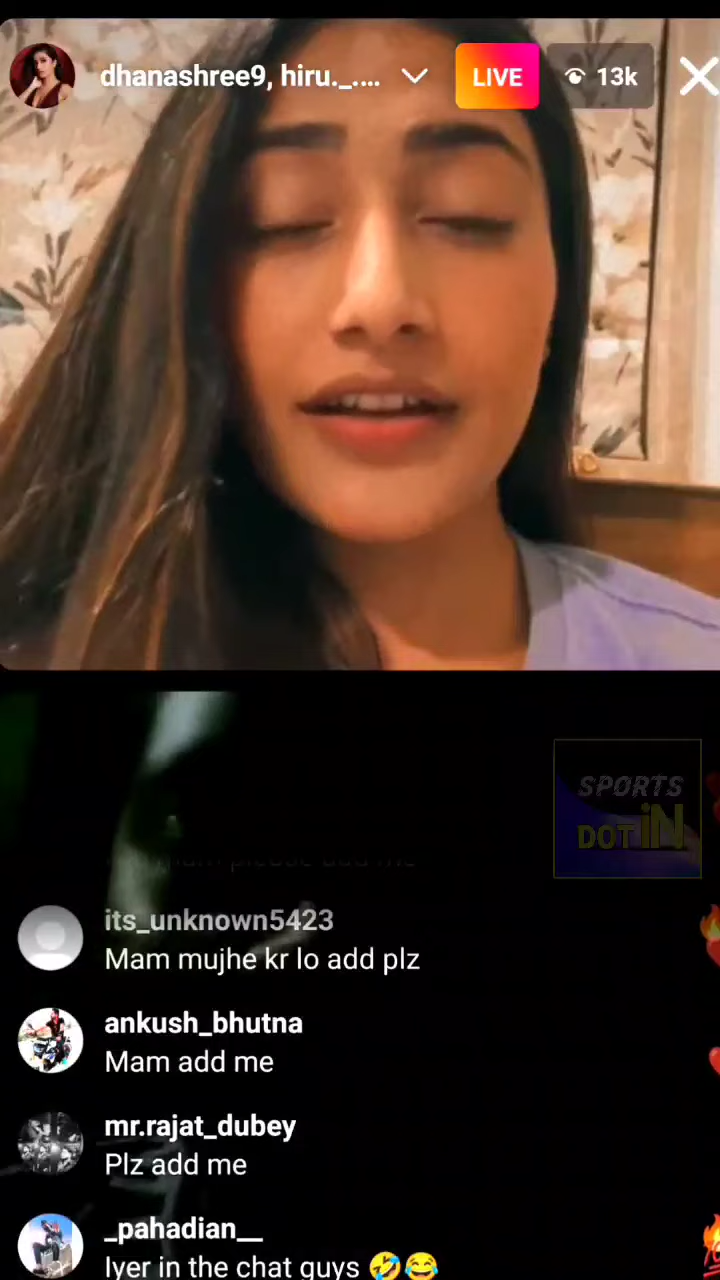 dhanashree9, hiru._....
LIVE
13k
SPORTS
DOT iN
its_unknown5423
Mam mujhe kr lo add plz
ankush_bhutna
Mam add me
mr.rajat_dubey
Plz add me
_pahadian__
Iyer in the chat guys 🤣😂